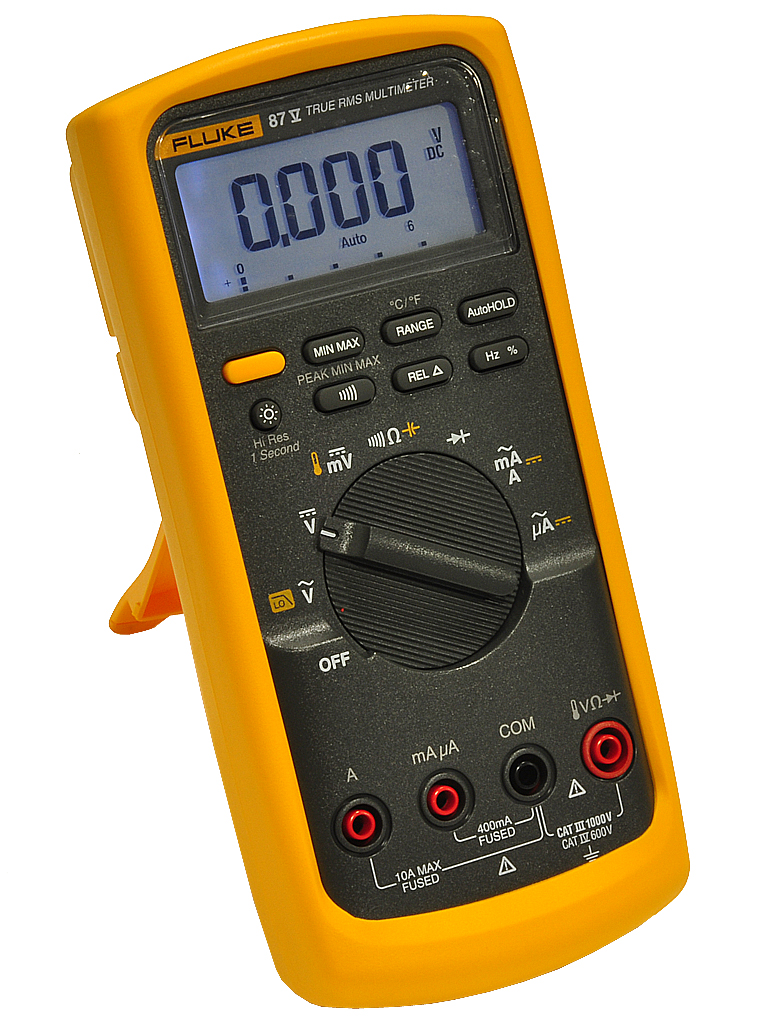 FLUKE 87 V TRUE RMS MULTIMETER
V
DC
0.000
Auto 6
0
+
°C/°F
MIN MAX RANGE AutoHOLD
PEAK MIN MAX
REL Δ Hz %
Hi Res
1 Second
mV Ω mA
A
V µA
LO V
OFF
A mA µA COM VΩ
400mA
FUSED
10A MAX
FUSED
CAT III 1000V
CAT IV 600V